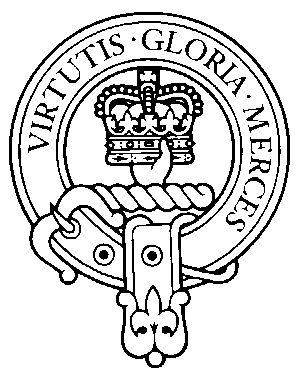 VIRTUTIS · GLORIA · MERCES